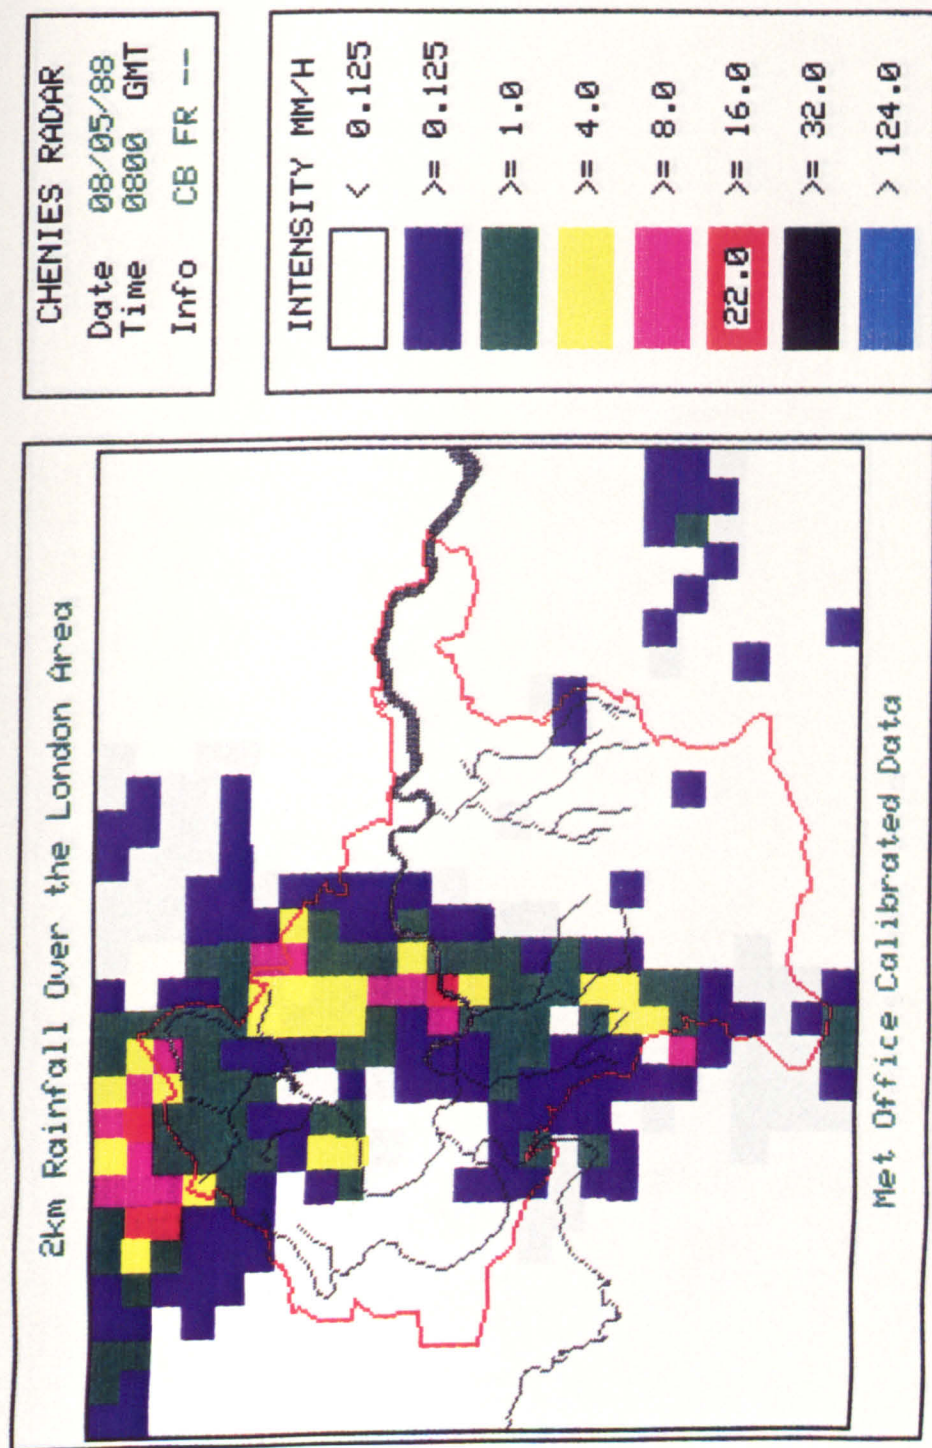 2km Rainfall Over the London Area
Met Office Calibrated Data
CHENIES RADAR
Date 08/05/88
Time 0800 GMT
Info CB FR --
INTENSITY MM/H
< 0.125
>= 0.125
>= 1.0
>= 4.0
>= 8.0
22.0 >= 16.0
>= 32.0
> 124.0